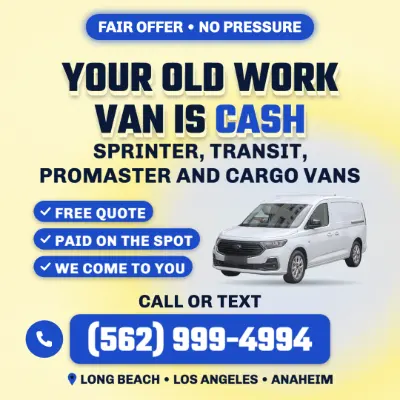 FAIR OFFER • NO PRESSURE
YOUR OLD WORK
VAN IS CASH
SPRINTER, TRANSIT,
PROMASTER AND CARGO VANS
FREE QUOTE
PAID ON THE SPOT
WE COME TO YOU
CALL OR TEXT
(562) 999-4994
LONG BEACH • LOS ANGELES • ANAHEIM